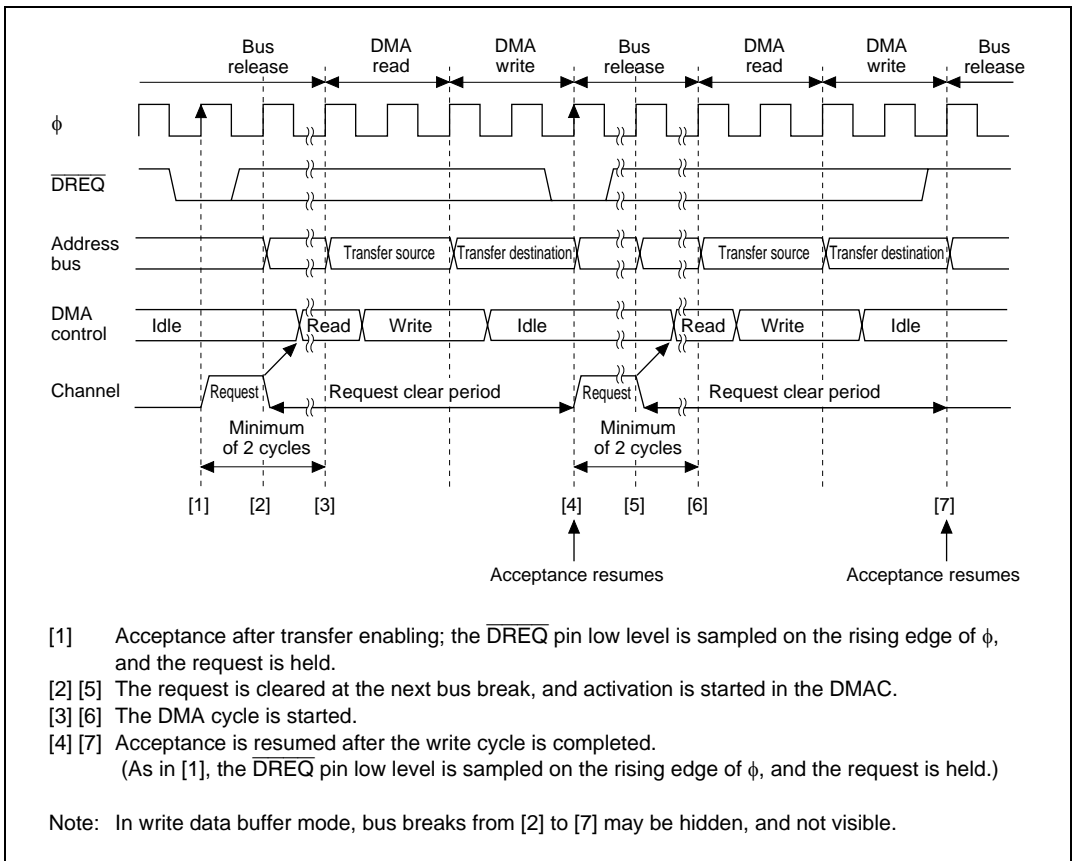 Bus release DMA read DMA write Bus release DMA read DMA write Bus release
φ
DREQ
Address bus Transfer source Transfer destination Transfer source Transfer destination
DMA control Idle Read Write Idle Read Write Idle
Channel Request Request clear period Request Request clear period
Minimum of 2 cycles Minimum of 2 cycles
[1] [2] [3] [4] [5] [6] [7]
Acceptance resumes Acceptance resumes
[1] Acceptance after transfer enabling; the DREQ pin low level is sampled on the rising edge of φ,
and the request is held.
[2] [5] The request is cleared at the next bus break, and activation is started in the DMAC.
[3] [6] The DMA cycle is started.
[4] [7] Acceptance is resumed after the write cycle is completed.
(As in [1], the DREQ pin low level is sampled on the rising edge of φ, and the request is held.)
Note: In write data buffer mode, bus breaks from [2] to [7] may be hidden, and not visible.